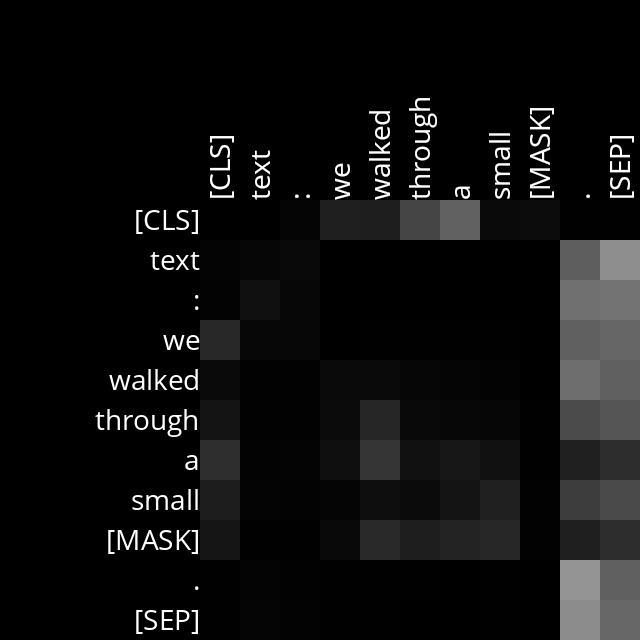 [CLS] text : we walked through a small [MASK] . [SEP]
[CLS]
text
:
we
walked
through
a
small
[MASK]
.
[SEP]